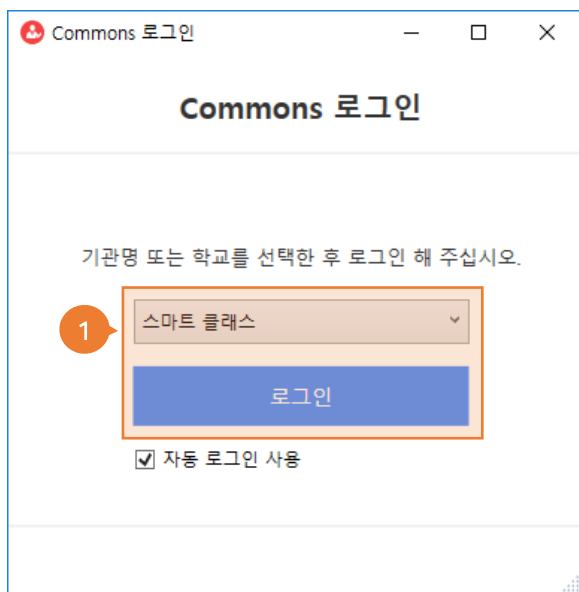 Commons 로그인
Commons 로그인
기관명 또는 학교를 선택한 후 로그인 해 주십시오.
1
스마트 클래스
로그인
자동 로그인 사용